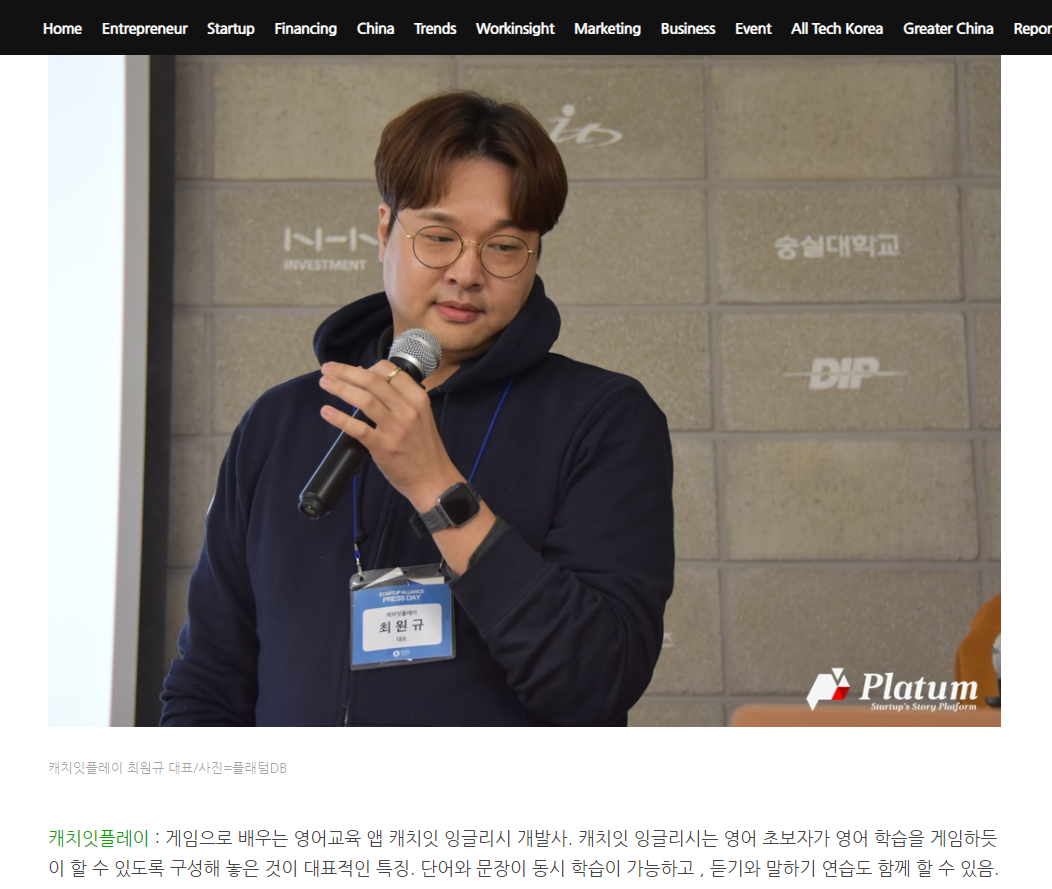 Home Entrepreneur Startup Financing China Trends Workinsight Marketing Business Event All Tech Korea Greater China Repor
its
NHN
INVESTMENT
숭실대학교
DIP
STARTUP ALLIANCE
PRESS DAY
캐치잇플레이
최원규
대표
Platum
Startup's Story Platform
캐치잇플레이 최원규 대표/사진=플래텀DB
캐치잇플레이 : 게임으로 배우는 영어교육 앱 캐치잇 잉글리시 개발사. 캐치잇 잉글리시는 영어 초보자가 영어 학습을 게임하듯
이 할 수 있도록 구성해 놓은 것이 대표적인 특징. 단어와 문장이 동시 학습이 가능하고 , 듣기와 말하기 연습도 함께 할 수 있음.